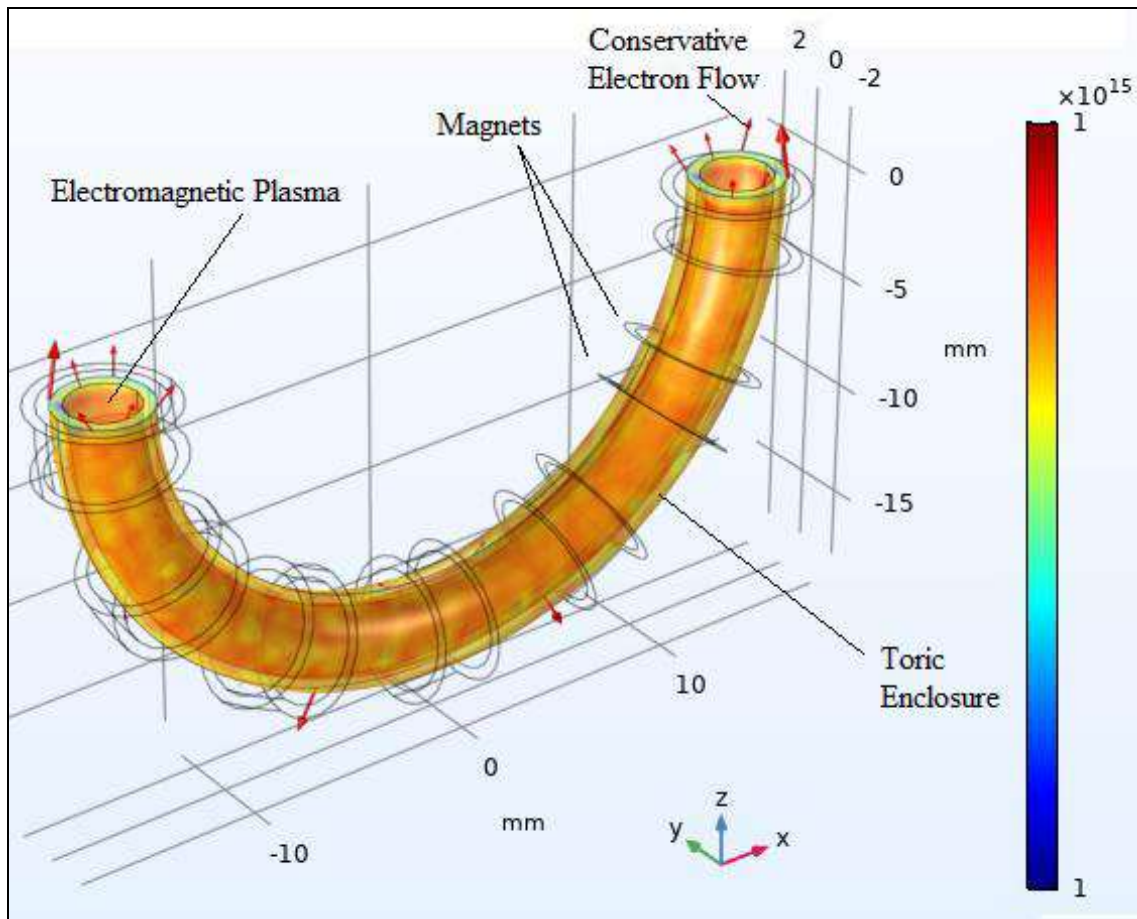 Conservative
Electron Flow
2
0
-2
×10¹⁵
1
Magnets
0
Electromagnetic Plasma
-5
mm
-10
-15
Toric
Enclosure
10
0
mm
-10
z
y
x
1